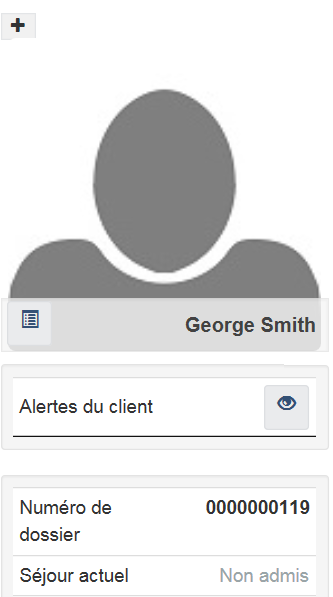 George Smith
Alertes du client
Numéro de 0000000119
dossier
Séjour actuel Non admis